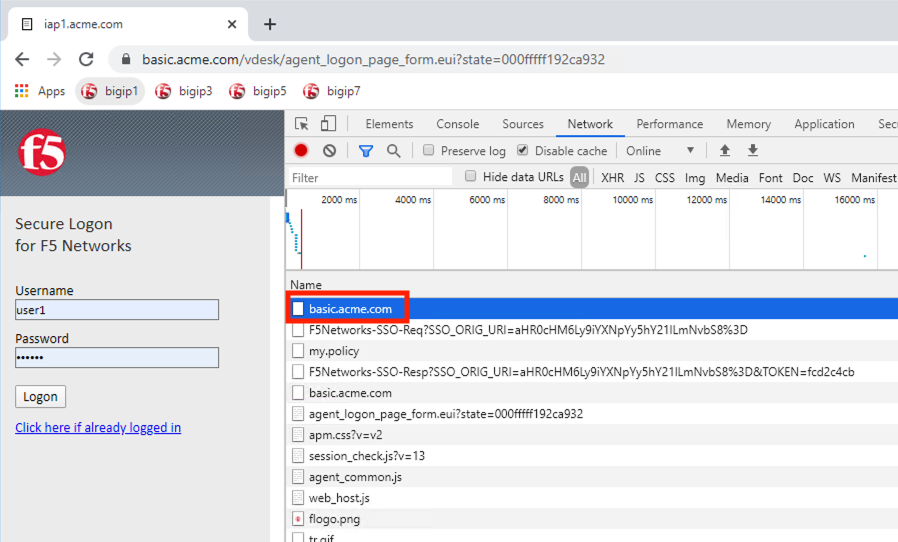 iap1.acme.com
basic.acme.com/vdesk/agent_logon_page_form.eui?state=000fffff192ca932
Apps bigip1 bigip3 bigip5 bigip7
f5
Secure Logon
for F5 Networks
Username
user1
Password
••••••
Logon
Click here if already logged in
Elements Console Sources Network Performance Memory Application Sec
Preserve log Disable cache Online
Filter Hide data URLs All XHR JS CSS Img Media Font Doc WS Manifest
2000 ms 4000 ms 6000 ms 8000 ms 10000 ms 12000 ms 14000 ms 16000 ms
Name
basic.acme.com
F5Networks-SSO-Req?SSO_ORIG_URI=aHR0cHM6Ly9iYXNpYy5hY21lLmNvbS8%3D
my.policy
F5Networks-SSO-Resp?SSO_ORIG_URI=aHR0cHM6Ly9iYXNpYy5hY21lLmNvbS8%3D&TOKEN=fcd2c4cb
basic.acme.com
agent_logon_page_form.eui?state=000fffff192ca932
apm.css?v=v2
session_check.js?v=13
agent_common.js
web_host.js
flogo.png
tr.gif